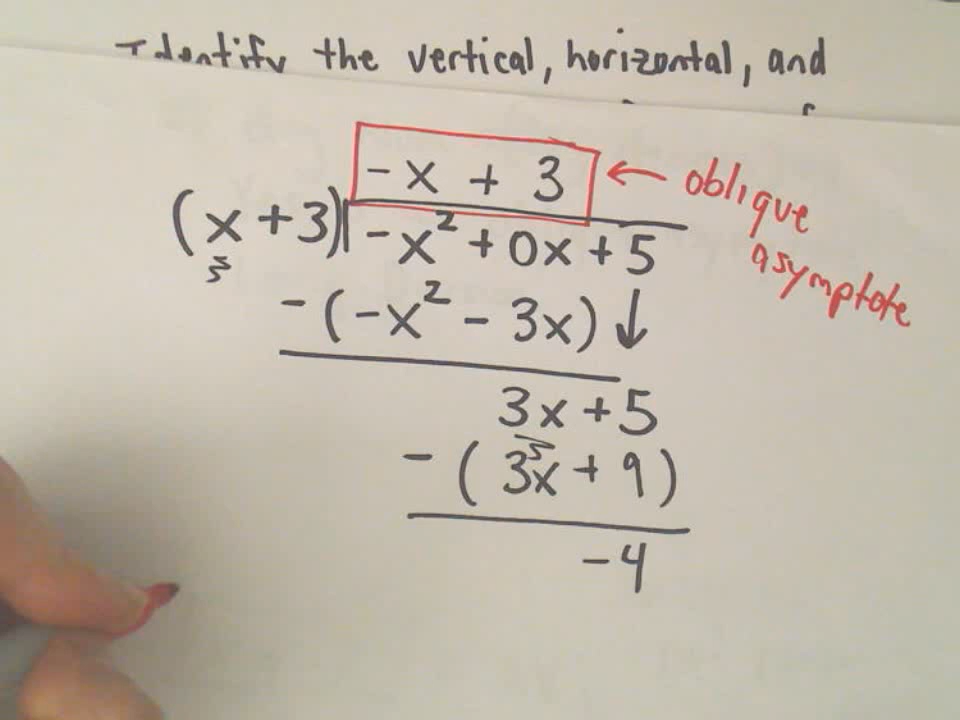 Identify the vertical, horizontal, and
-x + 3 ← oblique asymptote
(x + 3) -x² + 0x + 5
-(-x² - 3x) ↓
3x + 5
-(3x + 9)
-4